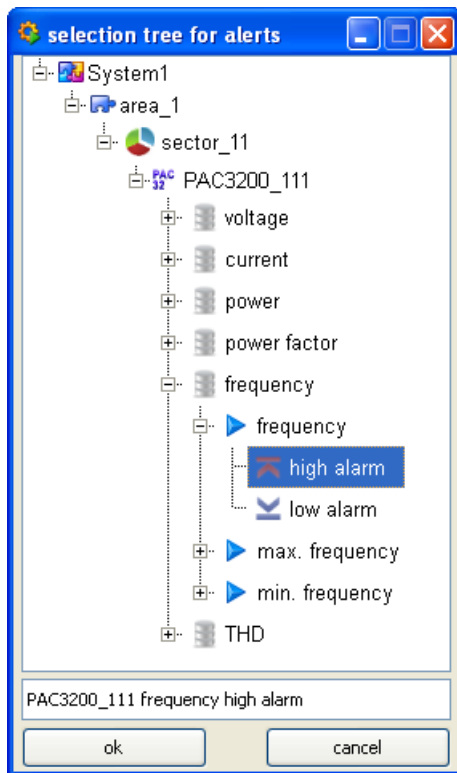 selection tree for alerts
System1
area_1
sector_11
PAC
32 PAC3200_111
voltage
current
power
power factor
frequency
frequency
high alarm
low alarm
max. frequency
min. frequency
THD
PAC3200_111 frequency high alarm
ok cancel